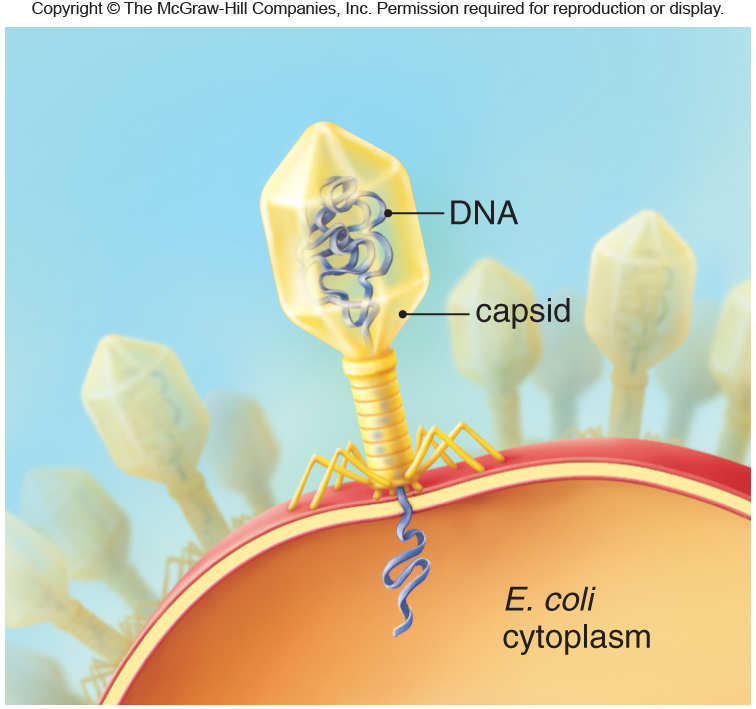 Copyright © The McGraw-Hill Companies, Inc. Permission required for reproduction or display.
DNA
capsid
E. coli
cytoplasm